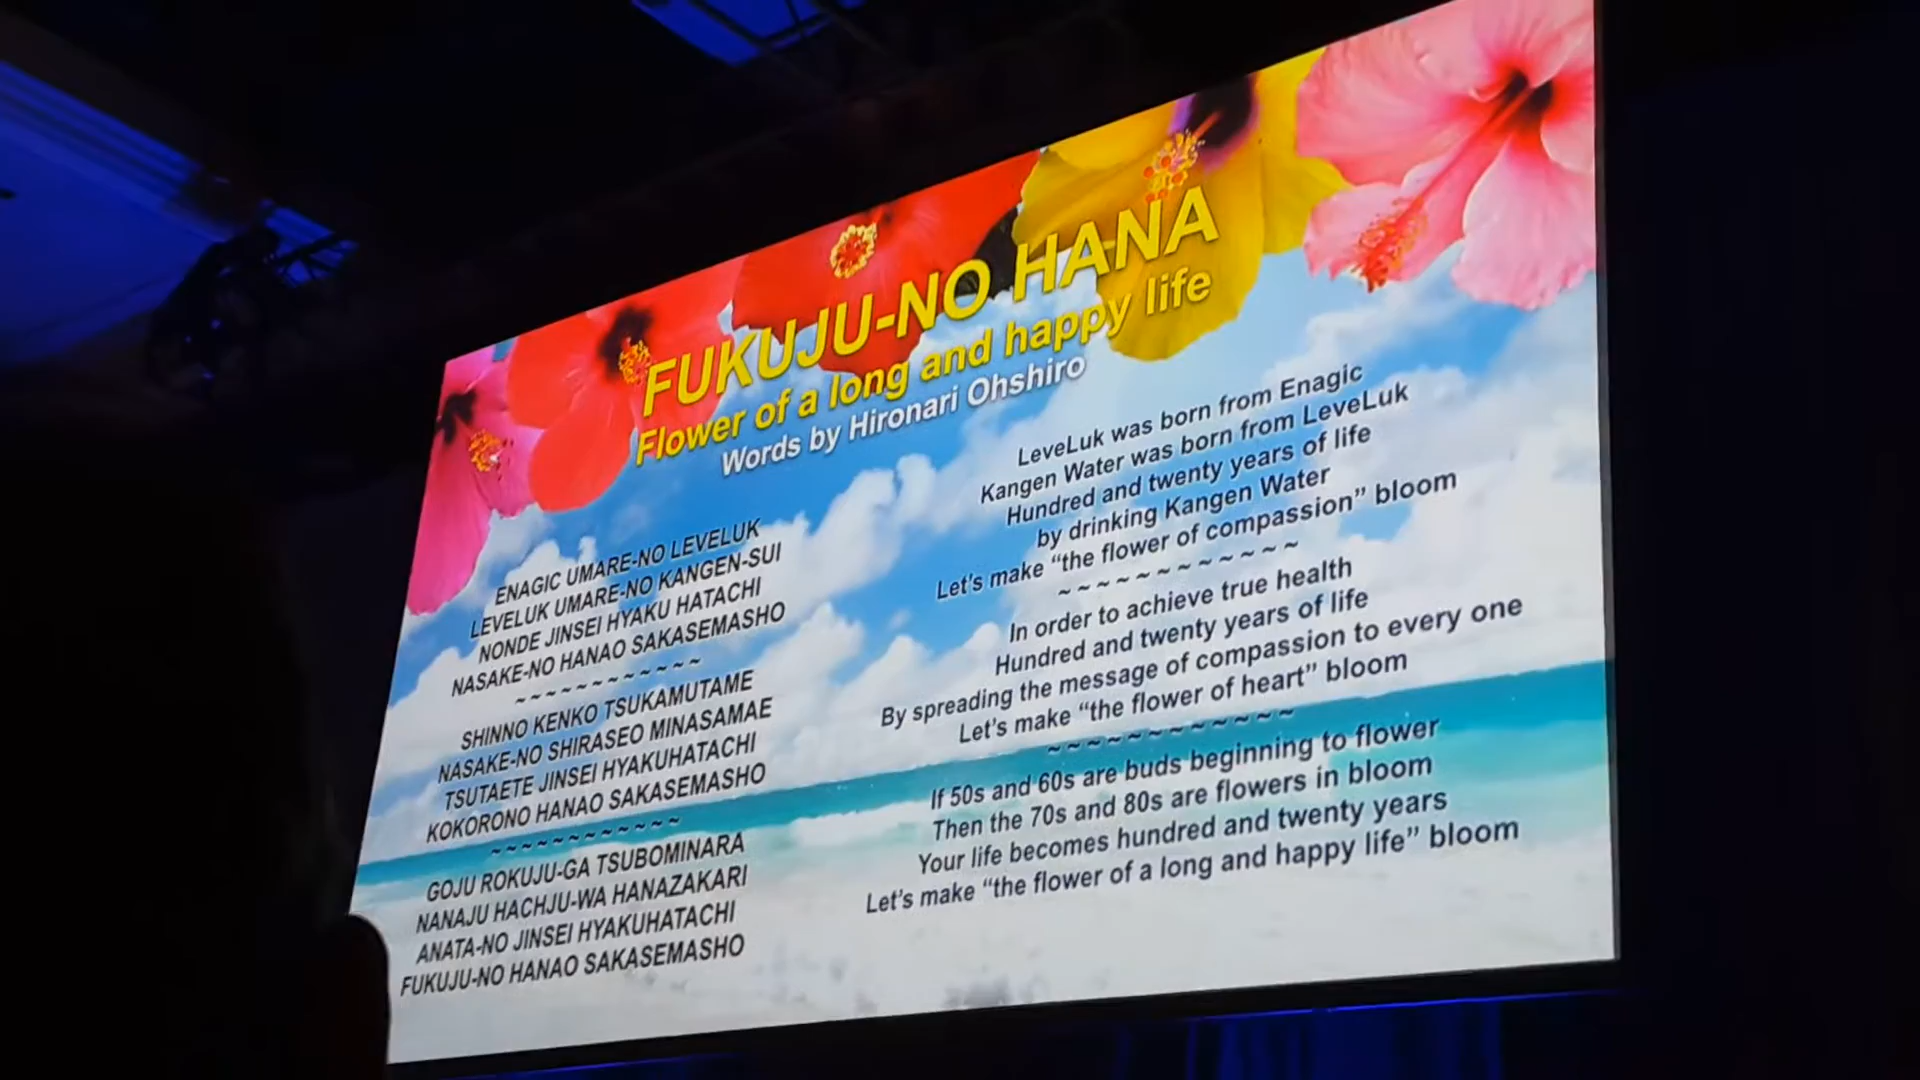 FUKUJU-NO HANA
Flower of a long and happy life
Words by Hironari Ohshiro
ENAGIC UMARE-NO LEVELUK
LEVELUK UMARE-NO KANGEN-SUI
NONDE JINSEI HYAKU HATACHI
NASAKE-NO HANAO SAKASEMASHO
~ ~ ~ ~ ~ ~ ~ ~ ~ ~ ~
SHINNO KENKO TSUKAMUTAME
NASAKE-NO SHIRASEO MINASAMAE
TSUTAETE JINSEI HYAKUHATACHI
KOKORONO HANAO SAKASEMASHO
~ ~ ~ ~ ~ ~ ~ ~ ~ ~ ~
GOJU ROKUJU-GA TSUBOMINARA
NANAJU HACHJU-WA HANAZAKARI
ANATA-NO JINSEI HYAKUHATACHI
FUKUJU-NO HANAO SAKASEMASHO
LeveLuk was born from Enagic
Kangen Water was born from LeveLuk
Hundred and twenty years of life
by drinking Kangen Water
Let's make “the flower of compassion” bloom
~ ~ ~ ~ ~ ~ ~ ~ ~ ~ ~
In order to achieve true health
Hundred and twenty years of life
By spreading the message of compassion to every one
Let's make “the flower of heart” bloom
~ ~ ~ ~ ~ ~ ~ ~ ~ ~ ~
If 50s and 60s are buds beginning to flower
Then the 70s and 80s are flowers in bloom
Your life becomes hundred and twenty years
Let's make “the flower of a long and happy life” bloom